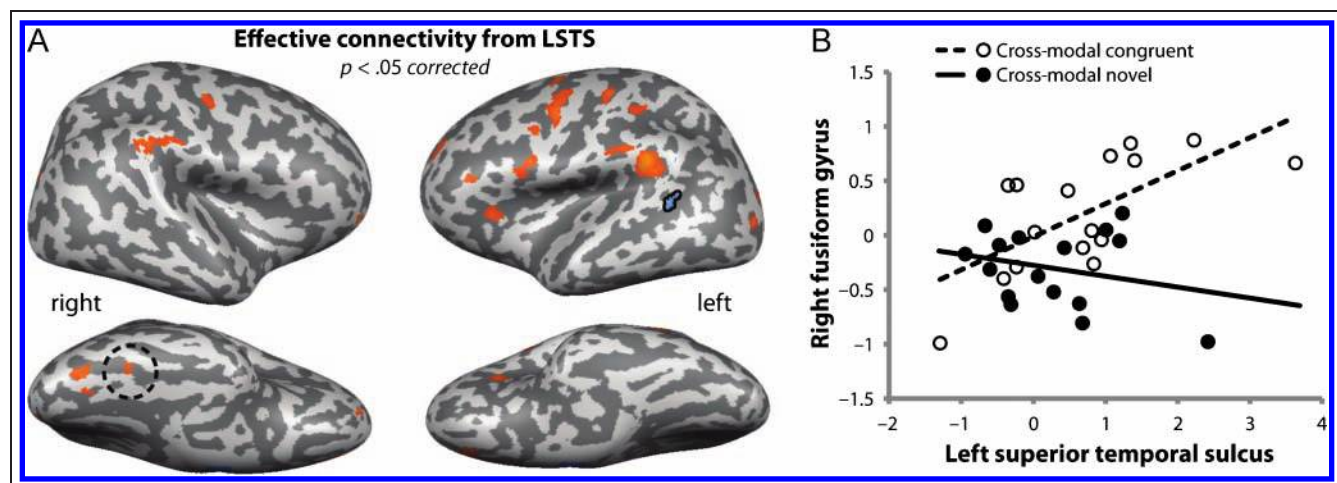 A
Effective connectivity from LSTS
p < .05 corrected
right
left
B
Cross-modal congruent
Cross-modal novel
Right fusiform gyrus
1.5
1
0.5
0
−0.5
−1
−1.5
−2 −1 0 1 2 3 4
Left superior temporal sulcus